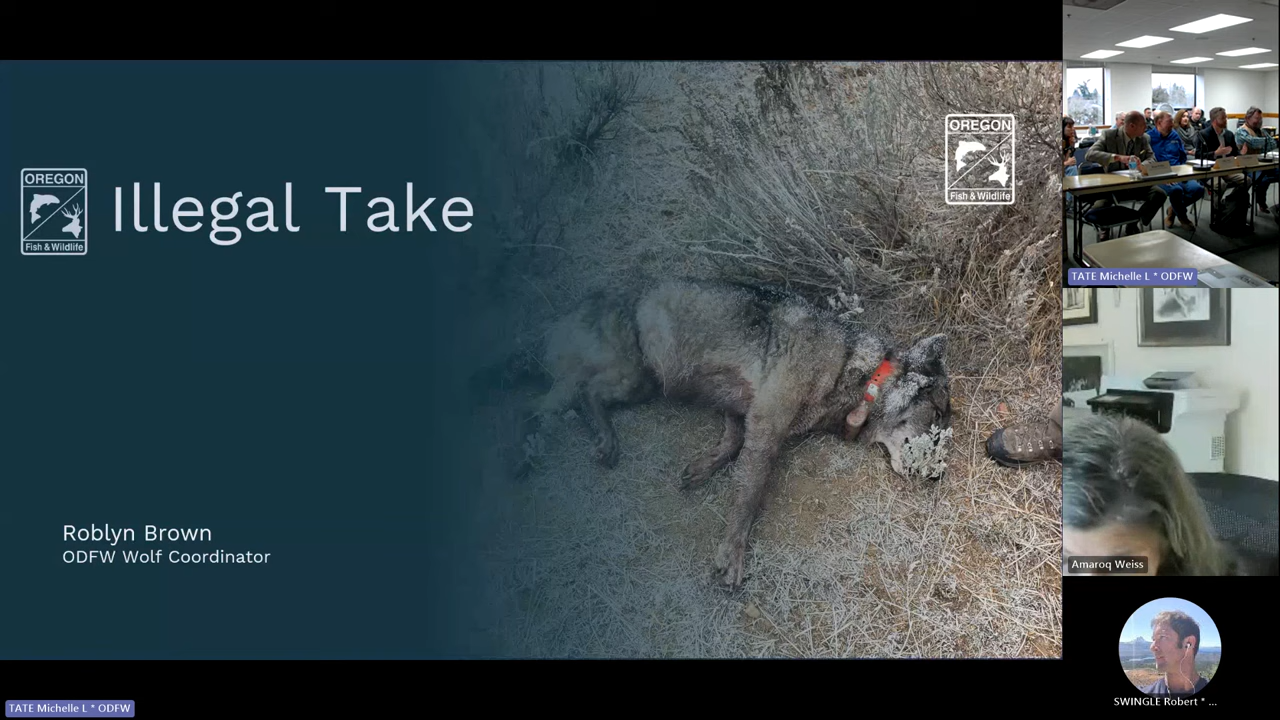 OREGON
Fish & Wildlife
Illegal Take
Roblyn Brown
ODFW Wolf Coordinator
OREGON
Fish & Wildlife
TATE Michelle L * ODFW
Amaroq Weiss
SWINGLE Robert * ...
TATE Michelle L * ODFW